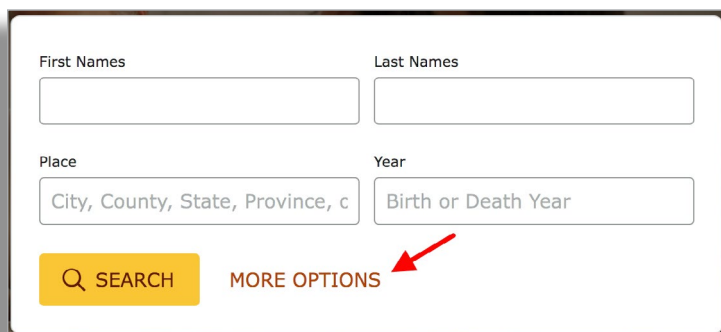 First Names Last Names
Place Year
City, County, State, Province, c Birth or Death Year
SEARCH MORE OPTIONS